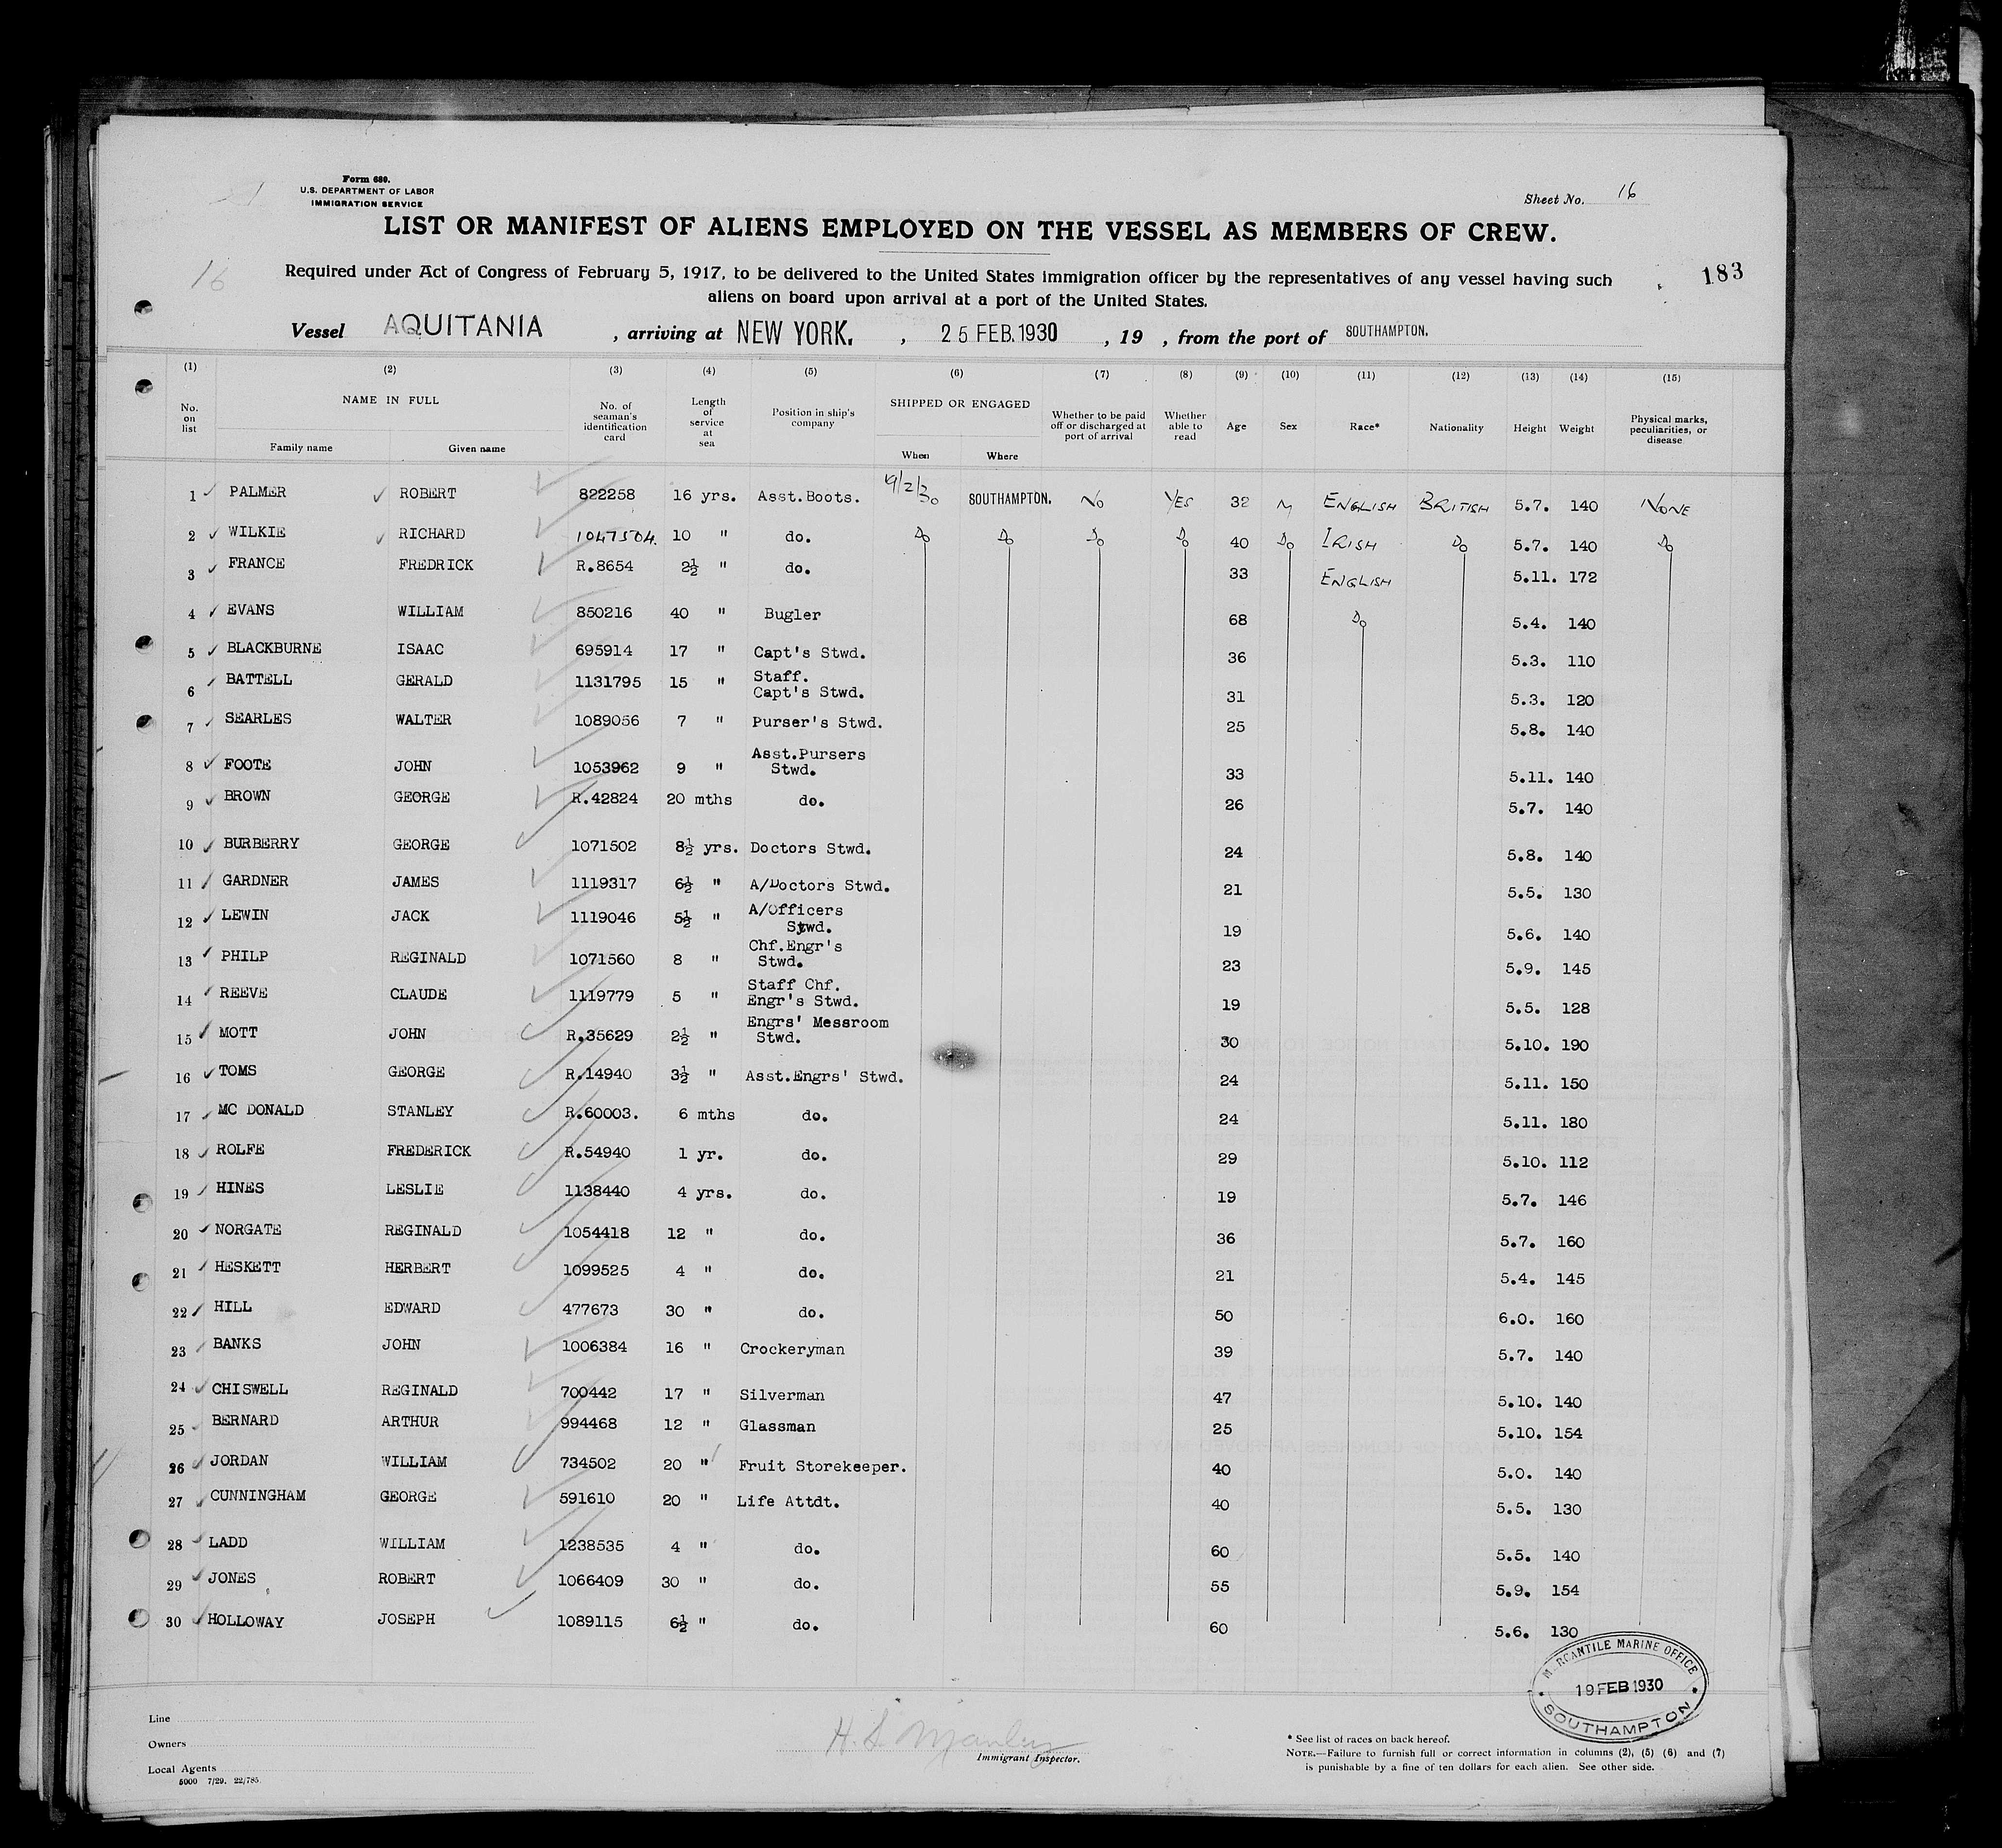 Form 680.
U.S. DEPARTMENT OF LABOR
IMMIGRATION SERVICE
Sheet No. 16
LIST OR MANIFEST OF ALIENS EMPLOYED ON THE VESSEL AS MEMBERS OF CREW.
16
Required under Act of Congress of February 5, 1917, to be delivered to the United States immigration officer by the representatives of any vessel having such
aliens on board upon arrival at a port of the United States.
183
Vessel AQUITANIA , arriving at NEW YORK. , 25 FEB. 1930 , 19 , from the port of SOUTHAMPTON.
(1) (2) (3) (4) (5) (6) (7) (8) (9) (10) (11) (12) (13) (14) (15)
No. on list NAME IN FULL Family name Given name No. of seaman's identification card Length of service at sea Position in ship's company SHIPPED OR ENGAGED When Where Whether to be paid off or discharged at port of arrival Whether able to read Age Sex Race* Nationality Height Weight Physical marks, peculiarities, or disease
1 PALMER ROBERT 822258 16 yrs. Asst.Boots. 19/2/30 SOUTHAMPTON. No YES 32 M ENGLISH BRITISH 5.7. 140 NONE
2 WILKIE RICHARD 1047504. 10 " do. Do Do Do Do 40 Do IRISH Do 5.7. 140 Do
3 FRANCE FREDRICK R.8654 2½ " do. 33 ENGLISH 5.11. 172
4 EVANS WILLIAM 850216 40 " Bugler 68 Do 5.4. 140
5 BLACKBURNE ISAAC 695914 17 " Capt's Stwd. 36 5.3. 110
6 BATTELL GERALD 1131795 15 " Staff. Capt's Stwd. 31 5.3. 120
7 SEARLES WALTER 1089056 7 " Purser's Stwd. 25 5.8. 140
8 FOOTE JOHN 1053962 9 " Asst.Pursers Stwd. 33 5.11. 140
9 BROWN GEORGE R.42824 20 mths do. 26 5.7. 140
10 BURBERRY GEORGE 1071502 8½ yrs. Doctors Stwd. 24 5.8. 140
11 GARDNER JAMES 1119317 6½ " A/Doctors Stwd. 21 5.5. 130
12 LEWIN JACK 1119046 5½ " A/Officers Stwd. 19 5.6. 140
13 PHILP REGINALD 1071560 8 " Chf.Engr's Stwd. 23 5.9. 145
14 REEVE CLAUDE 1119779 5 " Staff Chf. Engr's Stwd. 19 5.5. 128
15 MOTT JOHN R.35629 2½ " Engrs' Messroom Stwd. 30 5.10. 190
16 TOMS GEORGE R.14940 3½ " Asst.Engrs' Stwd. 24 5.11. 150
17 MC DONALD STANLEY R.60003. 6 mths do. 24 5.11. 180
18 ROLFE FREDERICK R.54940 1 yr. do. 29 5.10. 112
19 HINES LESLIE 1138440 4 yrs. do. 19 5.7. 146
20 NORGATE REGINALD 1054418 12 " do. 36 5.7. 160
21 HESKETT HERBERT 1099525 4 " do. 21 5.4. 145
22 HILL EDWARD 477673 30 " do. 50 6.0. 160
23 BANKS JOHN 1006384 16 " Crockeryman 39 5.7. 140
24 CHISWELL REGINALD 700442 17 " Silverman 47 5.10. 140
25 BERNARD ARTHUR 994468 12 " Glassman 25 5.10. 154
26 JORDAN WILLIAM 734502 20 " Fruit Storekeeper. 40 5.0. 140
27 CUNNINGHAM GEORGE 591610 20 " Life Attdt. 40 5.5. 130
28 LADD WILLIAM 1238535 4 " do. 60 5.5. 140
29 JONES ROBERT 1066409 30 " do. 55 5.9. 154
30 HOLLOWAY JOSEPH 1089115 6½ " do. 60 5.6. 130
MERCANTILE MARINE OFFICE
19 FEB 1930
SOUTHAMPTON
Line
Owners
Local Agents
5000 7/29. 22/785.
H. S. Manley
Immigrant Inspector.
* See list of races on back hereof.
NOTE.—Failure to furnish full or correct information in columns (2), (5) (6) and (7)
is punishable by a fine of ten dollars for each alien. See other side.